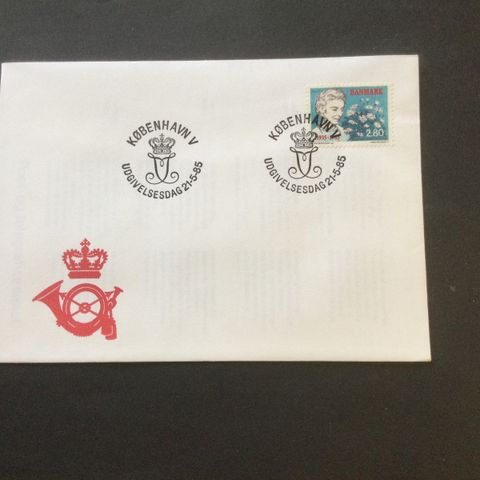 KØBENHAVN V
UDGIVELSESDAG 21-5-85
KØBENHAVN V
UDGIVELSESDAG 21-5-85
DANMARK
2.80